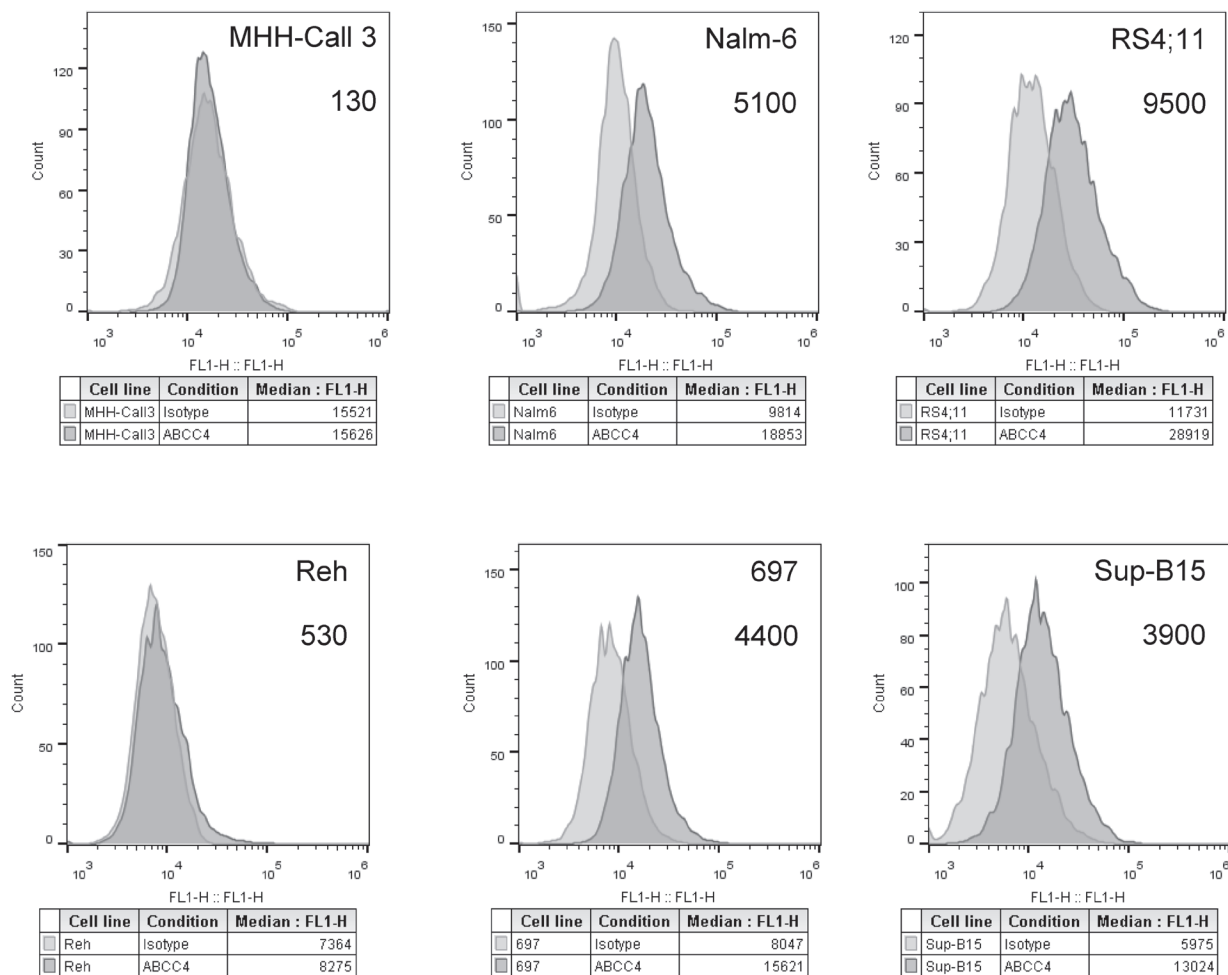 MHH-Call 3
130
120
90
60
30
0
Count
10^3 10^4 10^5 10^6
FL1-H :: FL1-H
Cell line Condition Median : FL1-H
MHH-Call3 Isotype 15521
MHH-Call3 ABCC4 15626
Nalm-6
5100
150
100
50
0
Count
10^3 10^4 10^5 10^6
FL1-H :: FL1-H
Cell line Condition Median : FL1-H
Nalm6 Isotype 9814
Nalm6 ABCC4 18853
RS4;11
9500
120
90
60
30
0
Count
10^3 10^4 10^5 10^6
FL1-H :: FL1-H
Cell line Condition Median : FL1-H
RS4;11 Isotype 11731
RS4;11 ABCC4 28919
Reh
530
150
100
50
0
Count
10^3 10^4 10^5 10^6
FL1-H :: FL1-H
Cell line Condition Median : FL1-H
Reh Isotype 7364
Reh ABCC4 8275
697
4400
150
100
50
0
Count
10^3 10^4 10^5 10^6
FL1-H :: FL1-H
Cell line Condition Median : FL1-H
697 Isotype 8047
697 ABCC4 15621
Sup-B15
3900
100
80
60
40
20
0
Count
10^3 10^4 10^5 10^6
FL1-H :: FL1-H
Cell line Condition Median : FL1-H
Sup-B15 Isotype 5975
Sup-B15 ABCC4 13024